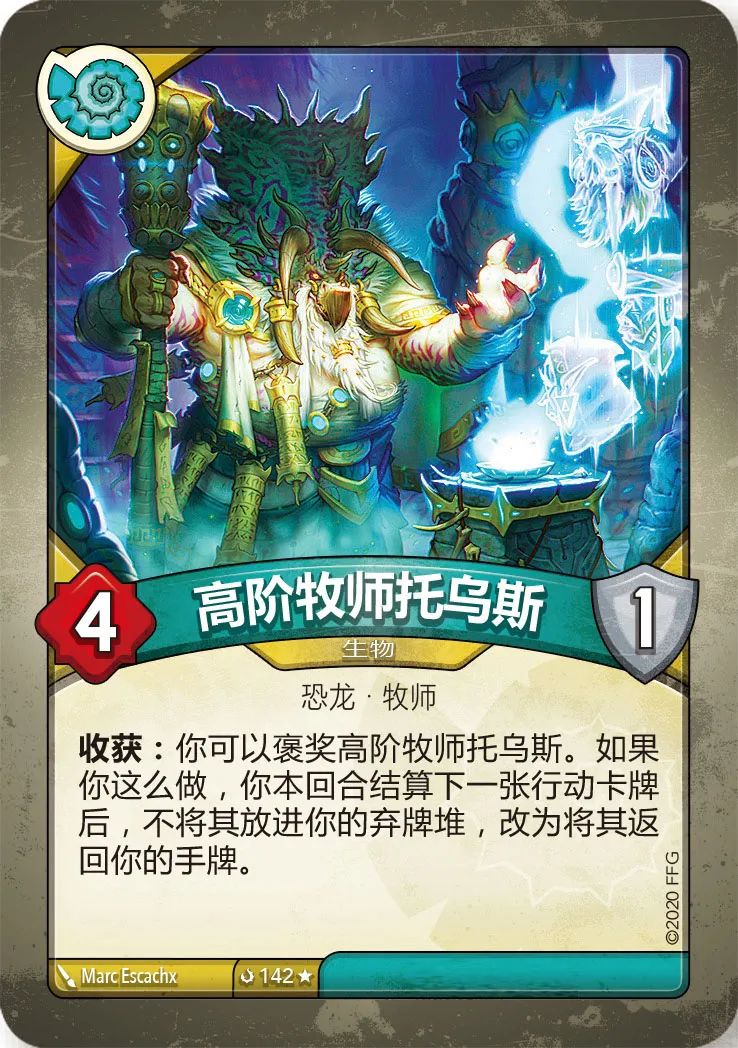 高阶牧师托乌斯
4
1
生物
恐龙 · 牧师
收获：你可以褒奖高阶牧师托乌斯。如果
你这么做，你本回合结算下一张行动卡牌
后，不将其放进你的弃牌堆，改为将其返
回你的手牌。
©2020 FFG
Marc Escachx
142★